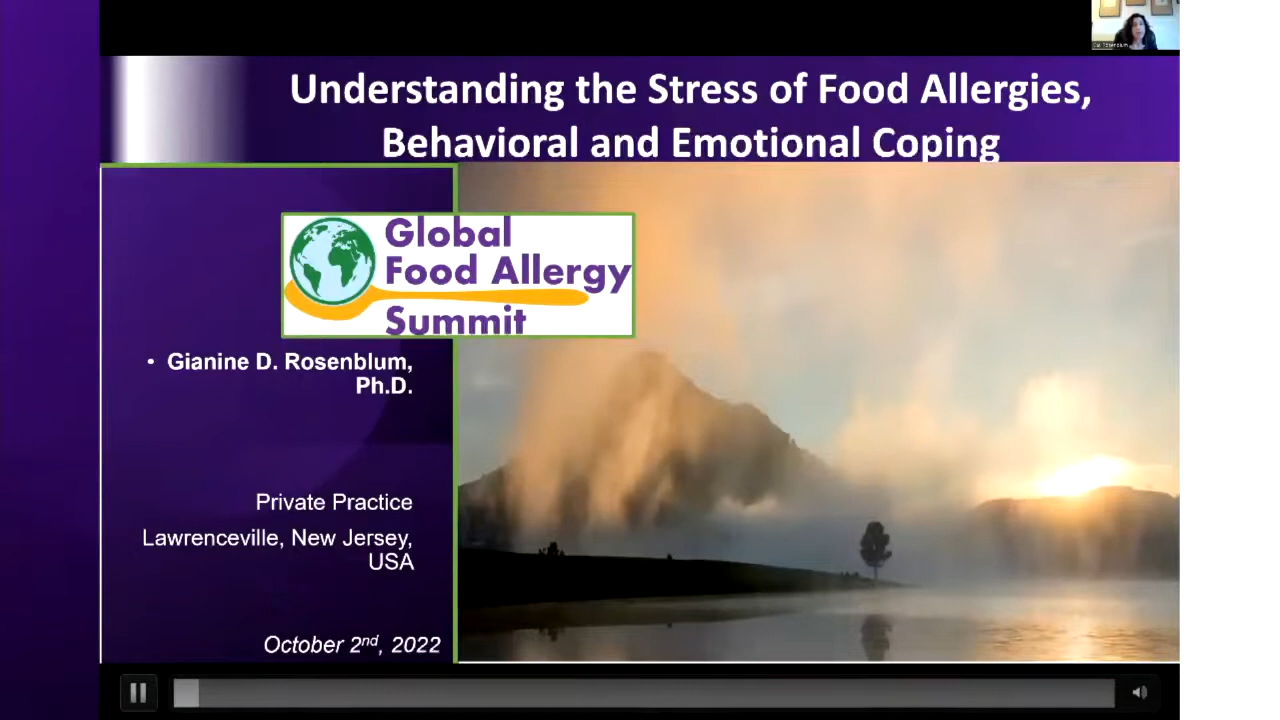 Understanding the Stress of Food Allergies,
Behavioral and Emotional Coping
Global
Food Allergy
Summit
• Gianine D. Rosenblum,
Ph.D.
Private Practice
Lawrenceville, New Jersey,
USA
October 2nd, 2022